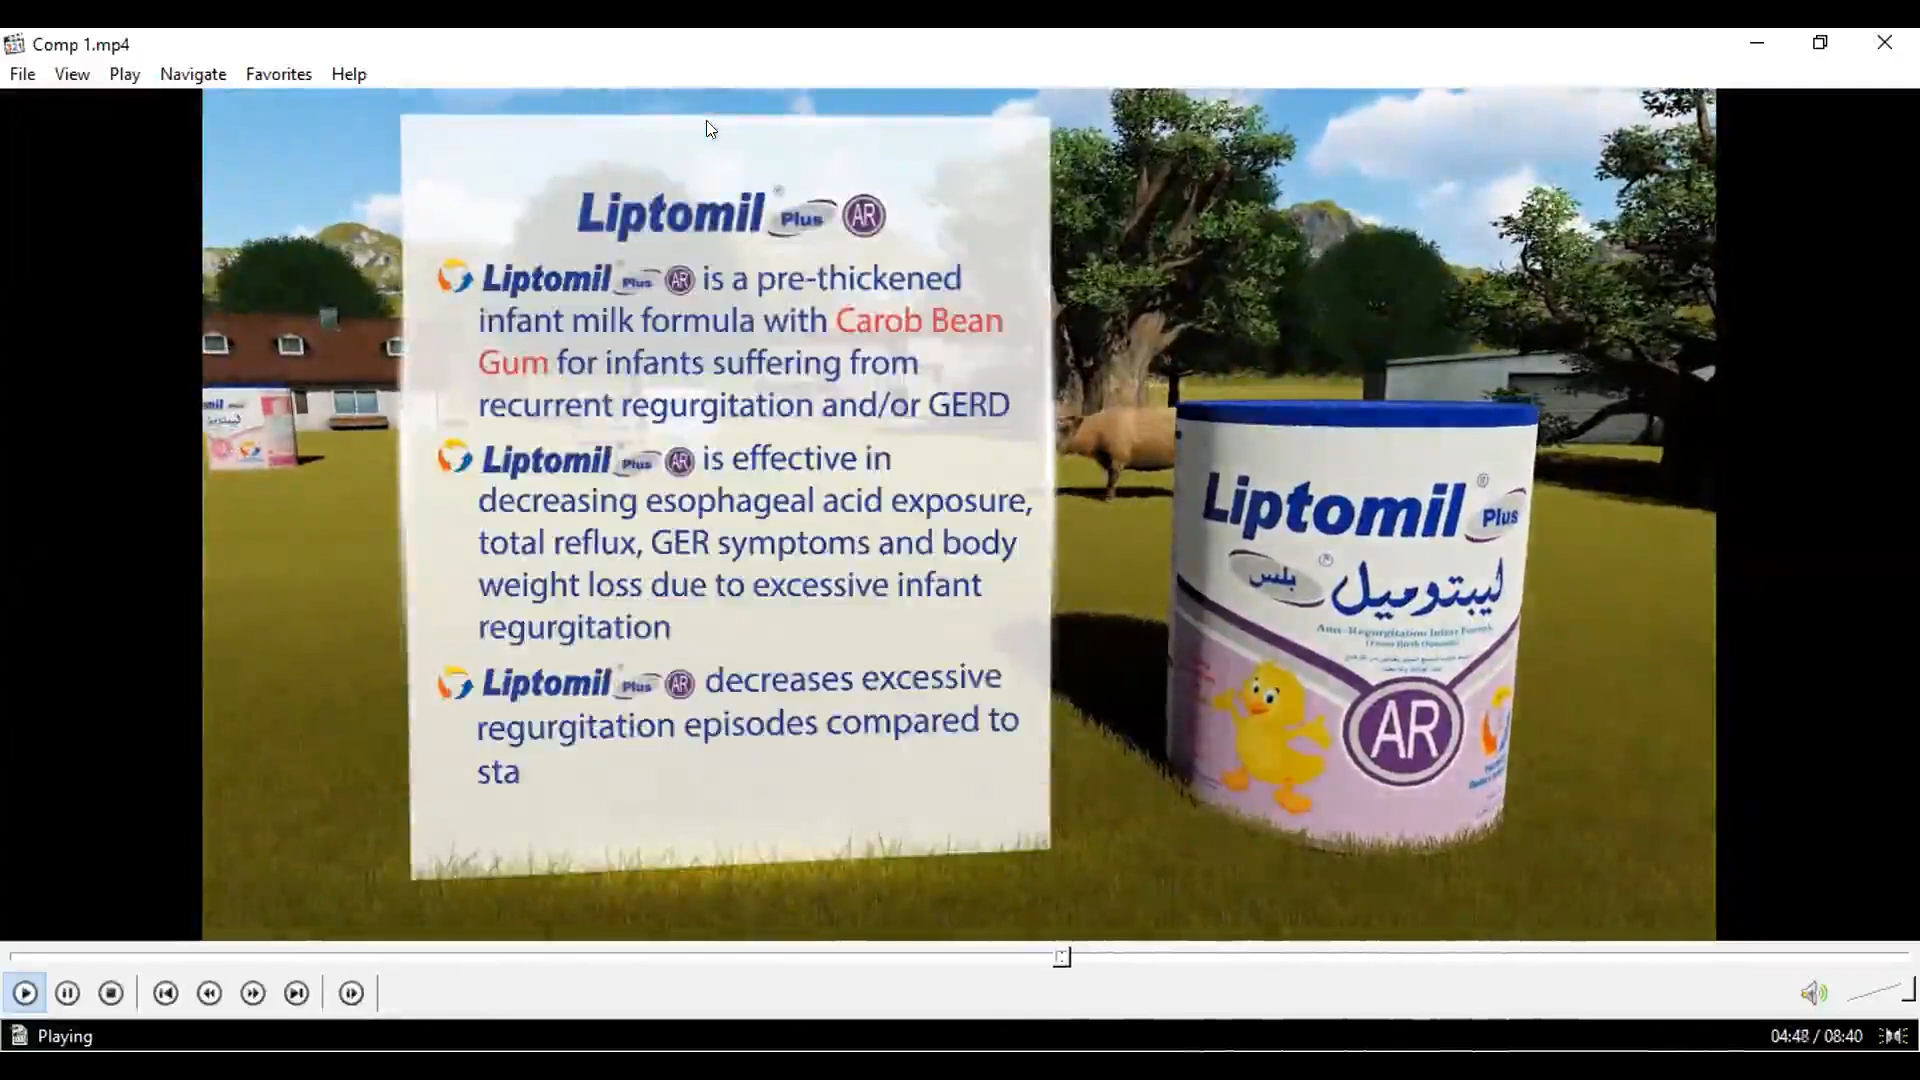 Comp 1.mp4
File View Play Navigate Favorites Help
Liptomil® Plus AR
Liptomil Plus AR is a pre-thickened
infant milk formula with Carob Bean
Gum for infants suffering from
recurrent regurgitation and/or GERD
Liptomil Plus AR is effective in
decreasing esophageal acid exposure,
total reflux, GER symptoms and body
weight loss due to excessive infant
regurgitation
Liptomil Plus AR decreases excessive
regurgitation episodes compared to
sta
Liptomil® Plus
ليبتوميل بلس
Anti-Regurgitation Infant Formula
AR
Playing
04:48 / 08:40